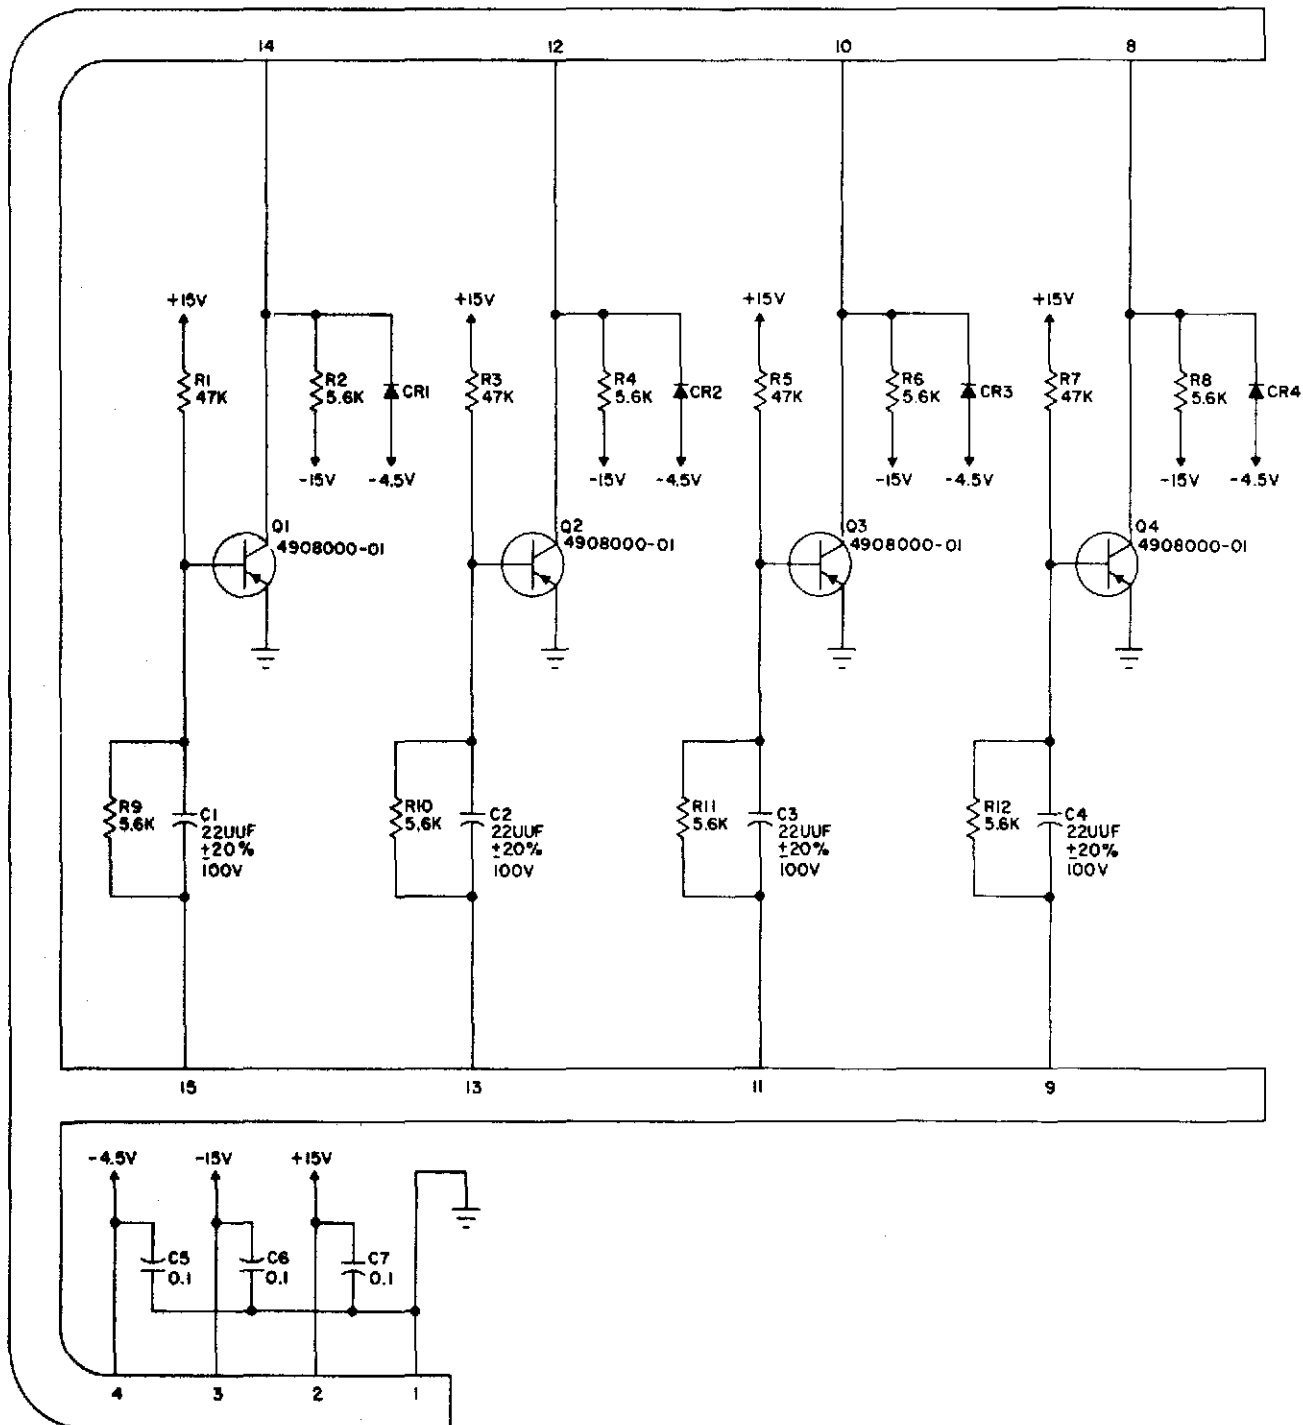 14 12 10 8
+15V +15V +15V +15V
R1 R2 CR1 R3 R4 CR2 R5 R6 CR3 R7 R8 CR4
47K 5.6K 47K 5.6K 47K 5.6K 47K 5.6K
-15V -4.5V -15V -4.5V -15V -4.5V -15V -4.5V
Q1 Q2 Q3 Q4
4908000-01 4908000-01 4908000-01 4908000-01
R9 C1 R10 C2 R11 C3 R12 C4
5.6K 22UUF 5.6K 22UUF 5.6K 22UUF 5.6K 22UUF
±20% ±20% ±20% ±20%
100V 100V 100V 100V
15 13 11 9
-4.5V -15V +15V
C5 C6 C7
0.1 0.1 0.1
4 3 2 1